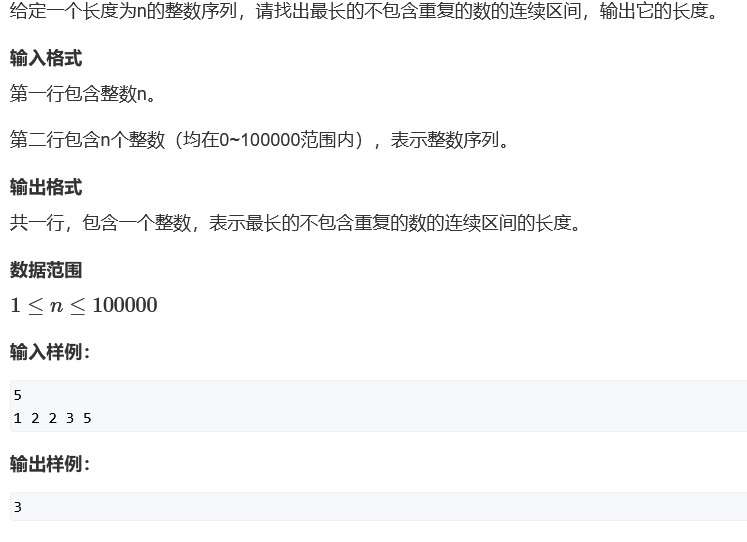 给定一个长度为n的整数序列，请找出最长的不包含重复的数的连续区间，输出它的长度。
输入格式
第一行包含整数n。
第二行包含n个整数（均在0~100000范围内），表示整数序列。
输出格式
共一行，包含一个整数，表示最长的不包含重复的数的连续区间的长度。
数据范围
1 ≤ n ≤ 100000
输入样例：
5
1 2 2 3 5
输出样例：
3